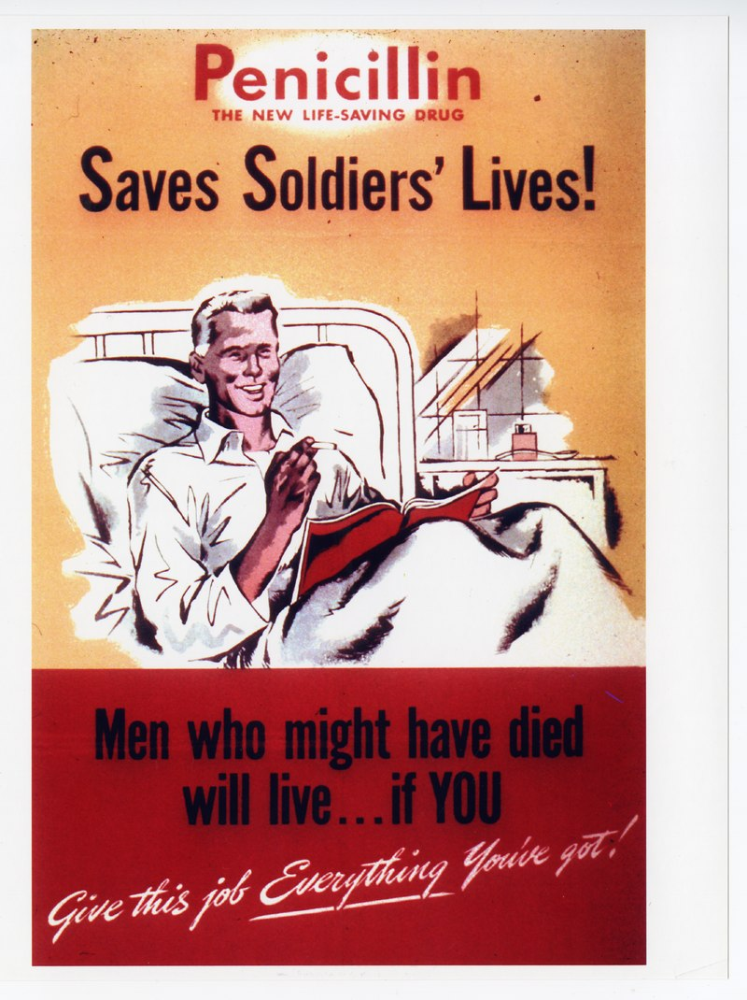 Penicillin
THE NEW LIFE-SAVING DRUG
Saves Soldiers' Lives!
Men who might have died
will live...if YOU
Give this job Everything You've got!